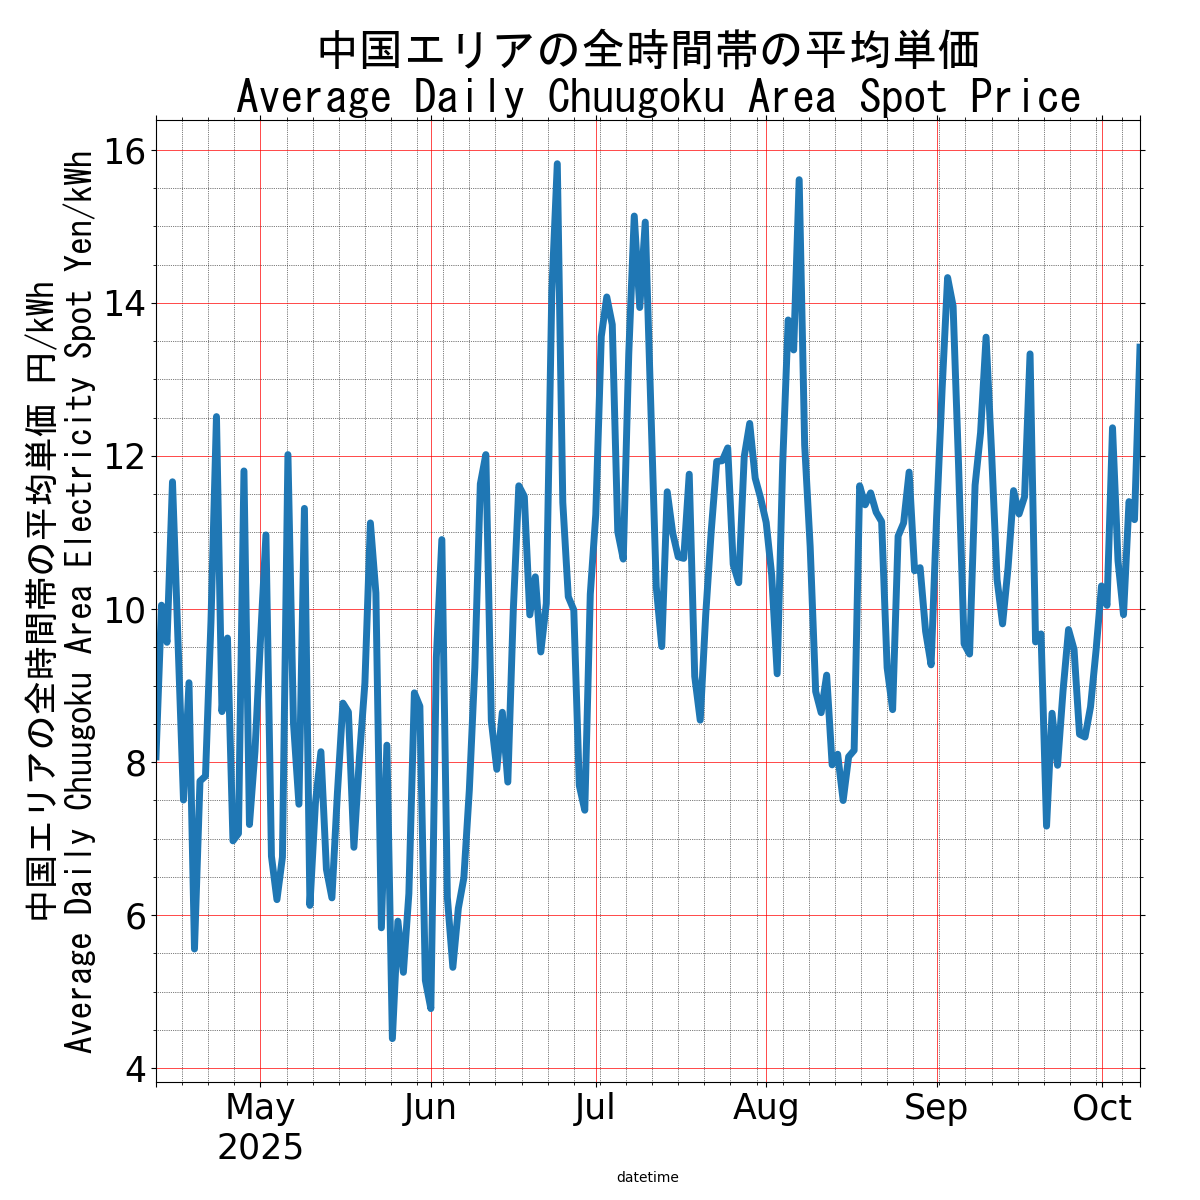 中国エリアの全時間帯の平均単価
Average Daily Chuugoku Area Spot Price
中国エリアの全時間帯の平均単価 円/kWh
Average Daily Chuugoku Area Electricity Spot Yen/kWh
16
14
12
10
8
6
4
May
2025
Jun
Jul
Aug
Sep
Oct
datetime